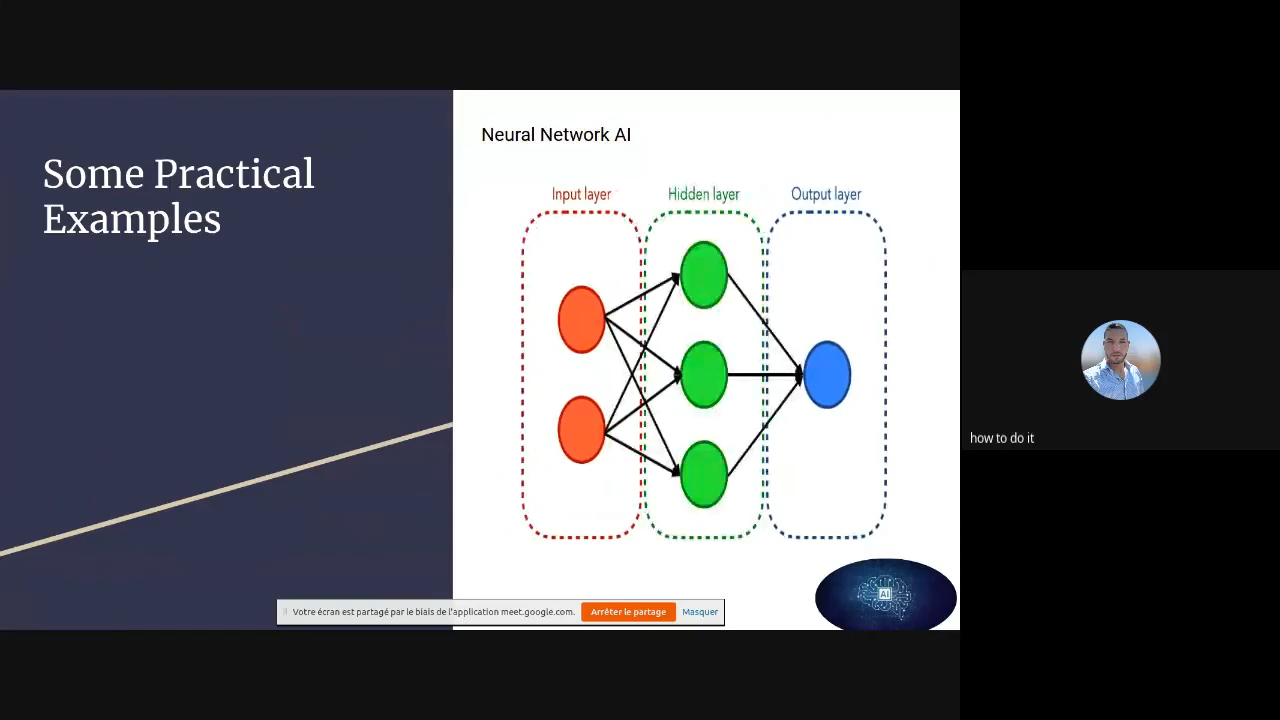 Some Practical
Examples
Neural Network AI
Input layer
Hidden layer
Output layer
AI
Votre écran est partagé par le biais de l'application meet.google.com.
Arrêter le partage
Masquer
how to do it